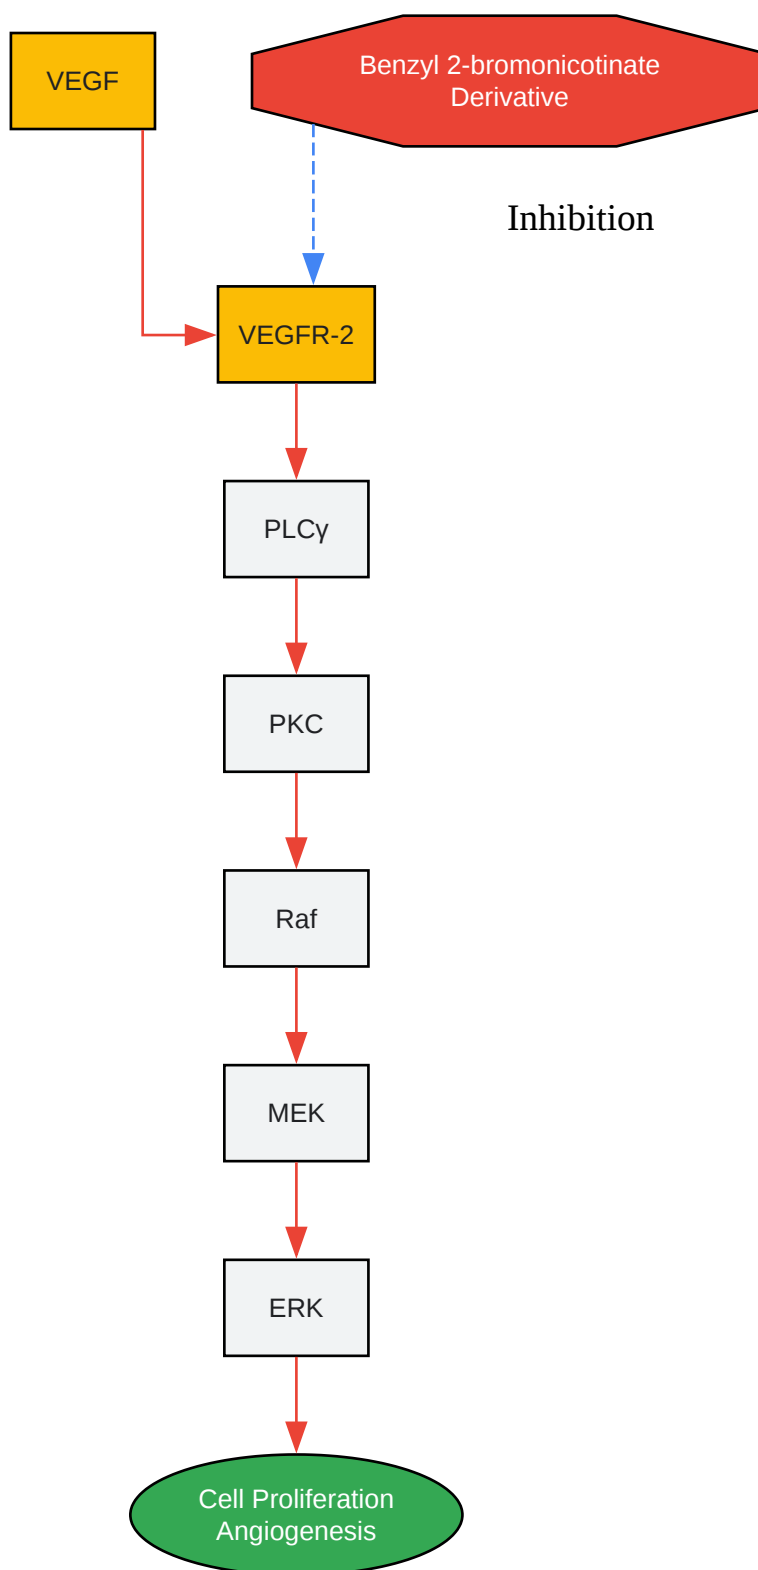 VEGF
Benzyl 2-bromonicotinate
Derivative
Inhibition
VEGFR-2
PLCγ
PKC
Raf
MEK
ERK
Cell Proliferation
Angiogenesis